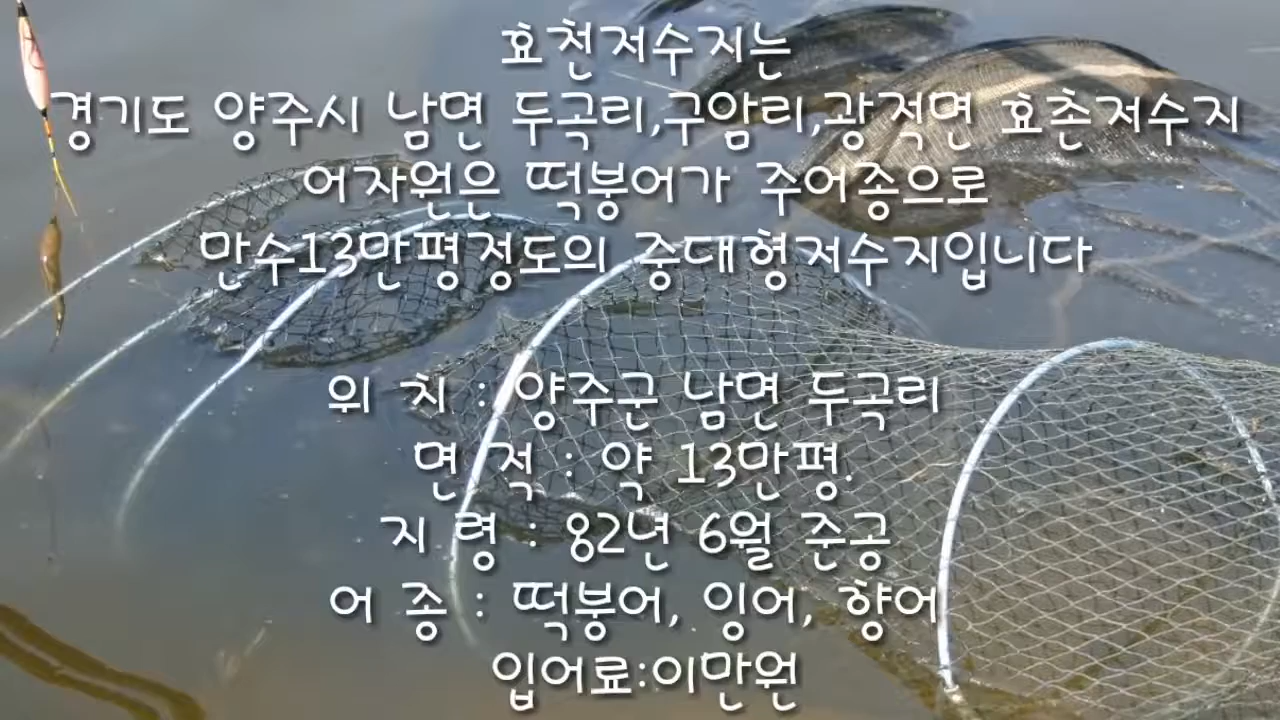 효천저수지는
경기도 양주시 남면 두곡리,구암리,광적면 효촌저수지
어자원은 떡붕어가 주어종으로
만수13만평정도의 중대형저수지입니다
위 치 : 양주군 남면 두곡리
면 적 : 약 13만평.
지 령 : 82년 6월 준공
어 종 : 떡붕어, 잉어, 향어
입어료:이만원